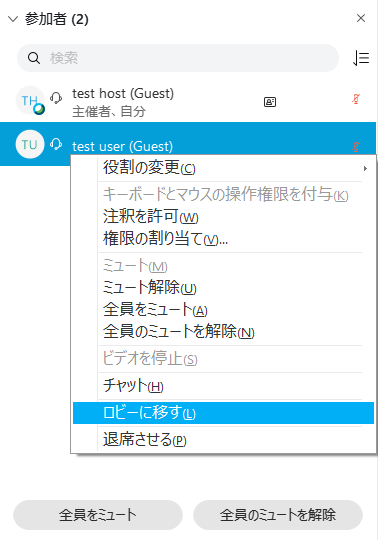 参加者 (2)
検索
TH
test host (Guest)
主催者、自分
TU
test user (Guest)
役割の変更(C)
キーボードとマウスの操作権限を付与(K)
注釈を許可(W)
権限の割り当て(V)...
ミュート(M)
ミュート解除(U)
全員をミュート(A)
全員のミュートを解除(N)
ビデオを停止(S)
チャット(H)
ロビーに移す(L)
退席させる(P)
全員をミュート
全員のミュートを解除